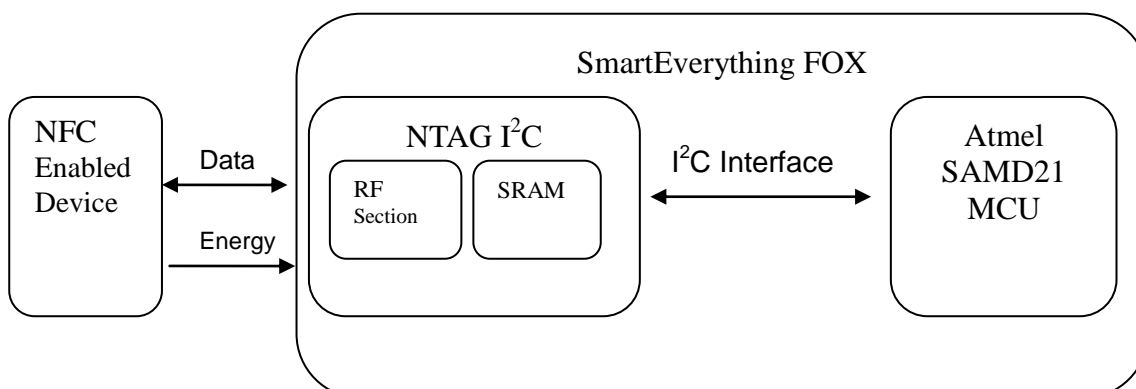 SmartEverything FOX
NFC
Enabled
Device
Data
Energy
NTAG I²C
RF
Section
SRAM
I²C Interface
Atmel
SAMD21
MCU